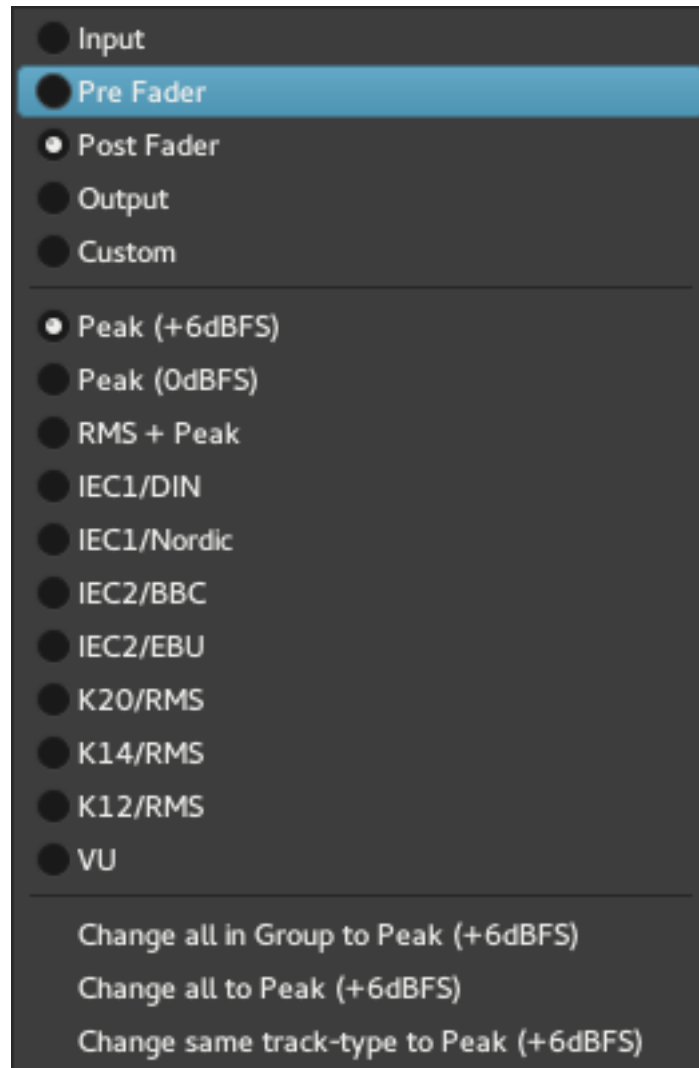 Input
Pre Fader
Post Fader
Output
Custom
Peak (+6dBFS)
Peak (0dBFS)
RMS + Peak
IEC1/DIN
IEC1/Nordic
IEC2/BBC
IEC2/EBU
K20/RMS
K14/RMS
K12/RMS
VU
Change all in Group to Peak (+6dBFS)
Change all to Peak (+6dBFS)
Change same track-type to Peak (+6dBFS)